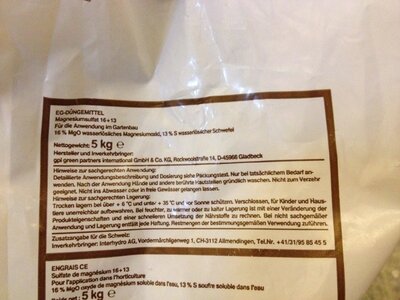 EG-DÜNGEMITTEL
Magnesiumsulfat 16+13
Für die Anwendung im Gartenbau
16 % MgO wasserlösliches Magnesiumoxid, 13 % S wasserlöslicher Schwefel
Nettogewicht: 5 kg ℮
Hersteller und Inverkehrbringer:
gpi green partners international GmbH & Co. KG, Rockwoolstraße 14, D-45966 Gladbeck
Hinweise zur sachgerechten Anwendung:
Detaillierte Anwendungsbeschreibung und Dosierung siehe Packungstext. Nur bei tatsächlichem Bedarf an-
wenden. Nach der Anwendung Hände und andere berührte Hautstellen gründlich waschen. Nicht zum Verzehr
geeignet. Nicht ins Abwasser oder in freie Gewässer gelangen lassen.
Hinweise zur sachgerechten Lagerung:
Trocken lagern bei über + 6 °C und unter + 35 °C und vor Sonne schützen. Verschlossen, für Kinder und Haus-
tiere unerreichbar aufbewahren. Bei feuchter, zu warmer oder zu kalter Lagerung ist mit einer Veränderung der
Produkteigenschaften und einer schnelleren Umsetzung der Nährstoffe zu rechnen. Bei nicht sachgemäßer
Anwendung und Lagerung entfällt jede Haftung. Restmengen der bestimmungsgemäßen Verwendung zuführen.
Zusatzangabe für die Schweiz:
Inverkehrbringer: Interhydro AG, Vordermärchligenweg 1, CH-3112 Allmendingen, Tel.Nr. +41/31/95 85 45 5
ENGRAIS CE
Sulfate de magnésium 16+13
Pour l'application dans l'horticulture
16 % MgO oxyde de magnésium soluble dans l'eau, 13 % S soufre soluble dans l'eau
Poids net: 5 kg ℮